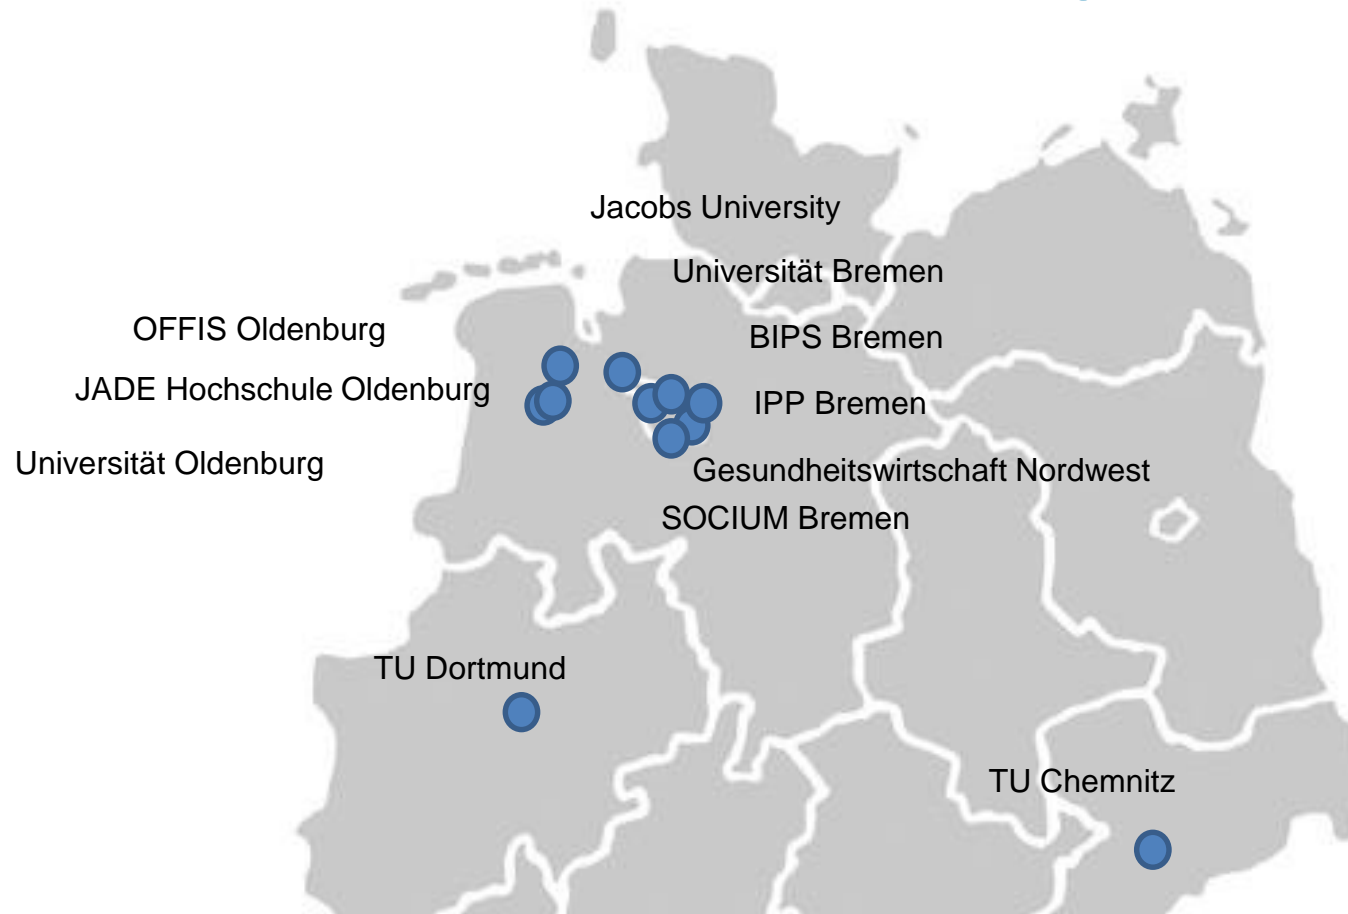 Jacobs University
Universität Bremen
OFFIS Oldenburg
BIPS Bremen
JADE Hochschule Oldenburg
IPP Bremen
Universität Oldenburg
Gesundheitswirtschaft Nordwest
SOCIUM Bremen
TU Dortmund
TU Chemnitz